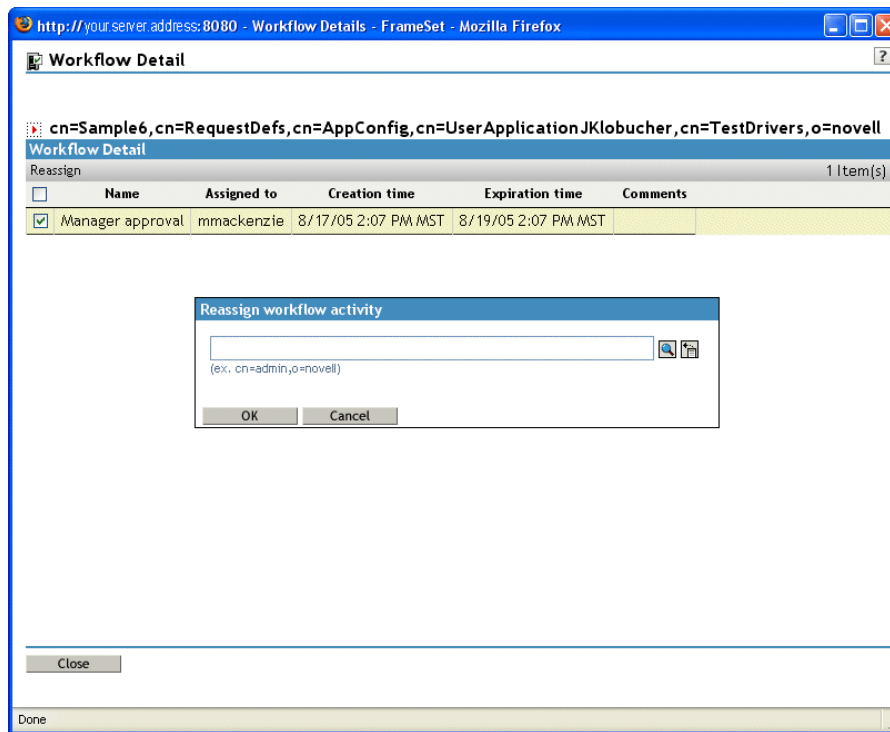 http://your.server.address:8080 - Workflow Details - FrameSet - Mozilla Firefox
Workflow Detail
?
cn=Sample6,cn=RequestDefs,cn=AppConfig,cn=UserApplicationJKlobucher,cn=TestDrivers,o=novell
Workflow Detail
Reassign 1 Item(s)
Name Assigned to Creation time Expiration time Comments
Manager approval mmackenzie 8/17/05 2:07 PM MST 8/19/05 2:07 PM MST
Reassign workflow activity
(ex. cn=admin,o=novell)
OK Cancel
Close
Done